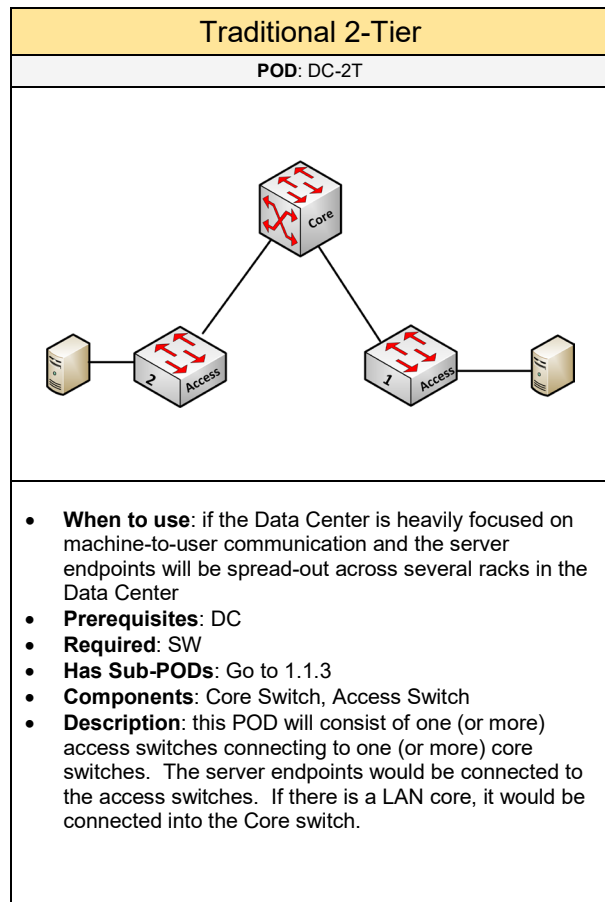 Traditional 2-Tier
POD: DC-2T
Core
2 Access
1 Access
• When to use: if the Data Center is heavily focused on
machine-to-user communication and the server
endpoints will be spread-out across several racks in the
Data Center
• Prerequisites: DC
• Required: SW
• Has Sub-PODs: Go to 1.1.3
• Components: Core Switch, Access Switch
• Description: this POD will consist of one (or more)
access switches connecting to one (or more) core
switches.  The server endpoints would be connected to
the access switches.  If there is a LAN core, it would be
connected into the Core switch.